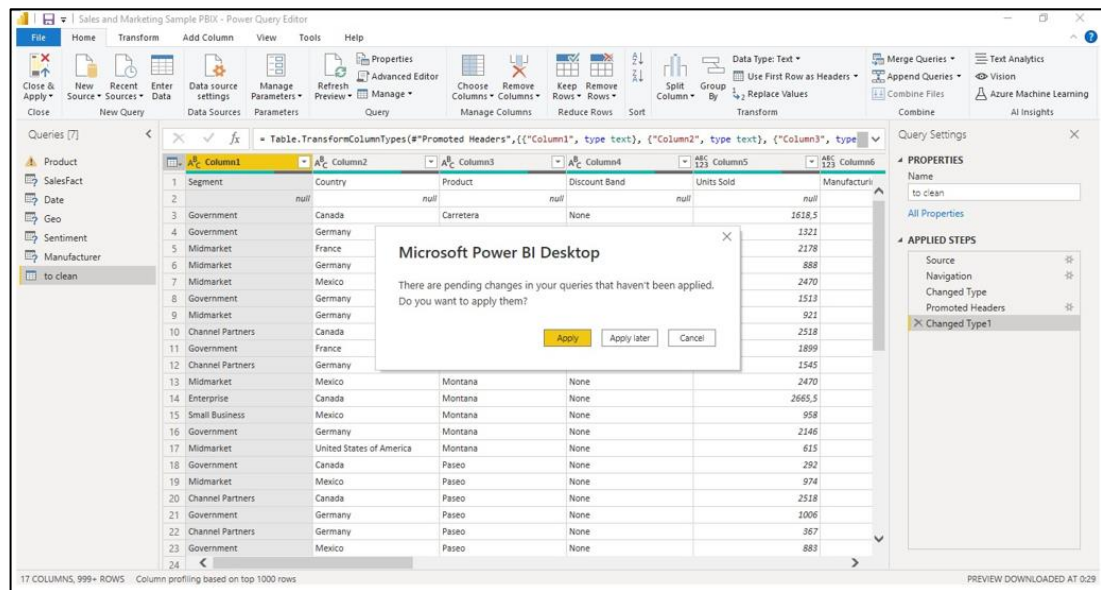 Sales and Marketing Sample PBIX - Power Query Editor
File Home Transform Add Column View Tools Help
Close & Apply
New Source
Recent Sources
Enter Data
Data source settings
Manage Parameters
Refresh Preview
Properties
Advanced Editor
Manage
Choose Columns
Remove Columns
Keep Rows
Remove Rows
Split Column
Group By
Data Type: Text
Use First Row as Headers
Replace Values
Merge Queries
Append Queries
Combine Files
Text Analytics
Vision
Azure Machine Learning
Close New Query Data Sources Parameters Query Manage Columns Reduce Rows Sort Transform Combine AI Insights
Queries [7]
Product
SalesFact
Date
Geo
Sentiment
Manufacturer
to clean
= Table.TransformColumnTypes(#"Promoted Headers",{{"Column1", type text}, {"Column2", type text}, {"Column3", type
Column1 Column2 Column3 Column4 Column5 Column6
1 Segment Country Product Discount Band Units Sold Manufacturi
2 null null null null null
3 Government Canada Carretera None 1618,5
4 Government Germany 1321
5 Midmarket France 2178
6 Midmarket Germany 888
7 Midmarket Mexico 2470
8 Government Germany 1513
9 Midmarket Germany 921
10 Channel Partners Canada 2518
11 Government France 1899
12 Channel Partners Germany 1545
13 Midmarket Mexico Montana None 2470
14 Enterprise Canada Montana None 2665,5
15 Small Business Mexico Montana None 958
16 Government Germany Montana None 2146
17 Midmarket United States of America Montana None 615
18 Government Canada Paseo None 292
19 Midmarket Mexico Paseo None 974
20 Channel Partners Canada Paseo None 2518
21 Government Germany Paseo None 1006
22 Channel Partners Germany Paseo None 367
23 Government Mexico Paseo None 883
24
Microsoft Power BI Desktop
There are pending changes in your queries that haven't been applied.
Do you want to apply them?
Apply Apply later Cancel
Query Settings
PROPERTIES
Name
to clean
All Properties
APPLIED STEPS
Source
Navigation
Changed Type
Promoted Headers
Changed Type1
17 COLUMNS, 999+ ROWS Column profiling based on top 1000 rows PREVIEW DOWNLOADED AT 0:29